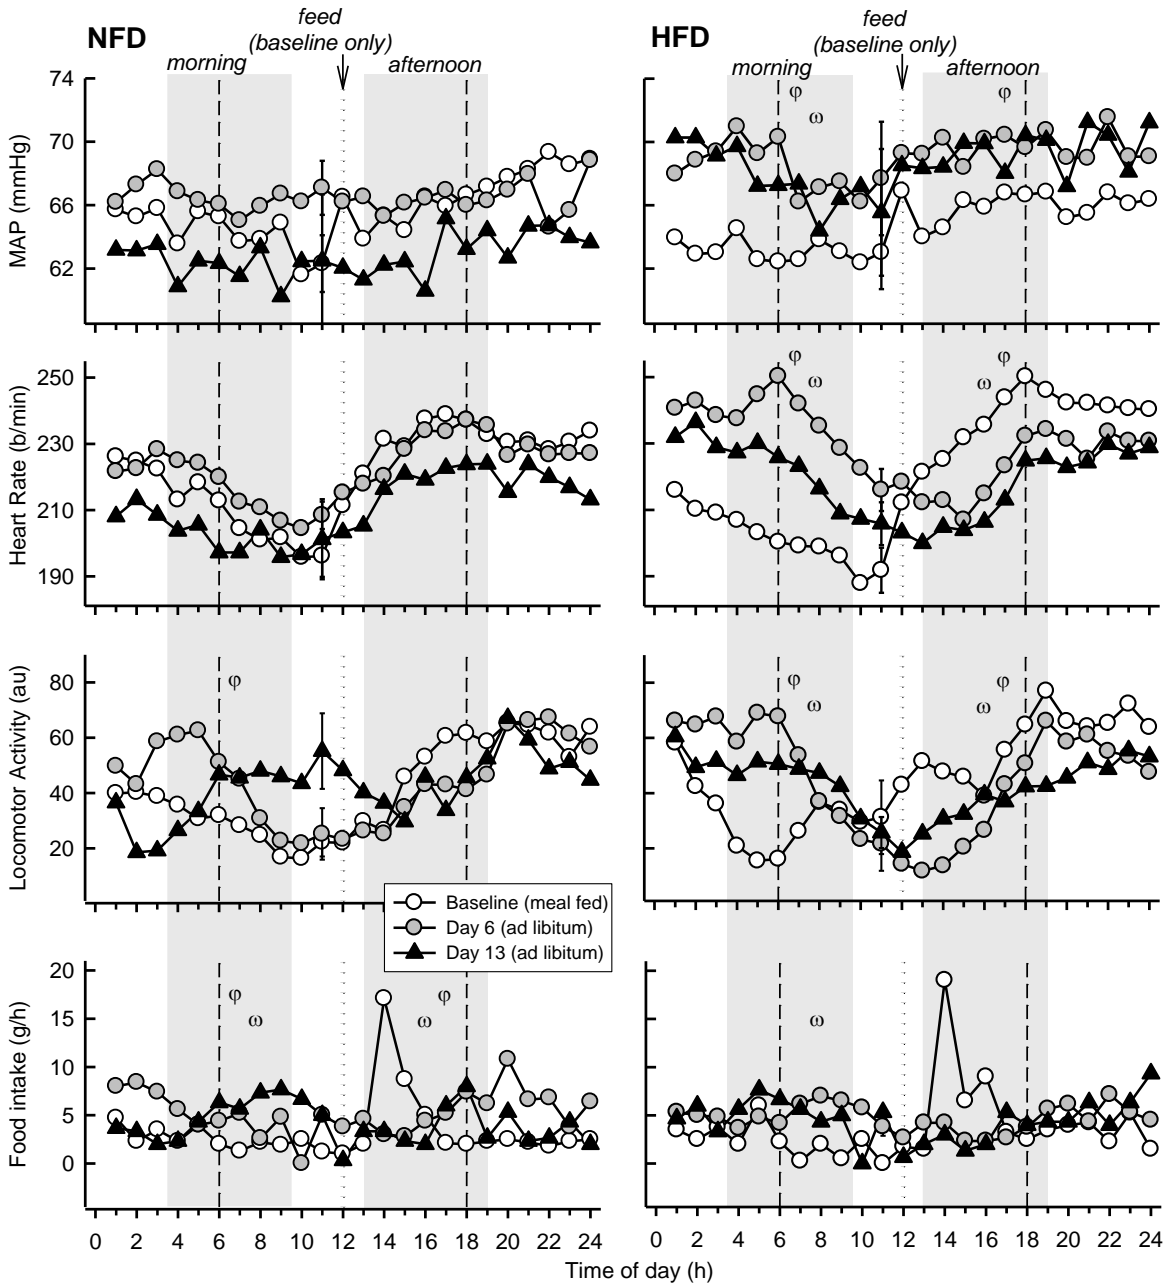 feed
(baseline only)
NFD
morning
afternoon
feed
(baseline only)
HFD
morning
afternoon
MAP (mmHg)
74
70
66
62
φ
ω
φ
Heart Rate (b/min)
250
230
210
190
φ
ω
φ
ω
Locomotor Activity (au)
80
60
40
20
φ
φ
ω
φ
ω
Baseline (meal fed)
Day 6 (ad libitum)
Day 13 (ad libitum)
Food intake (g/h)
20
15
10
5
0
φ
ω
φ
ω
ω
0 2 4 6 8 10 12 14 16 18 20 22 24
0 2 4 6 8 10 12 14 16 18 20 22 24
Time of day (h)